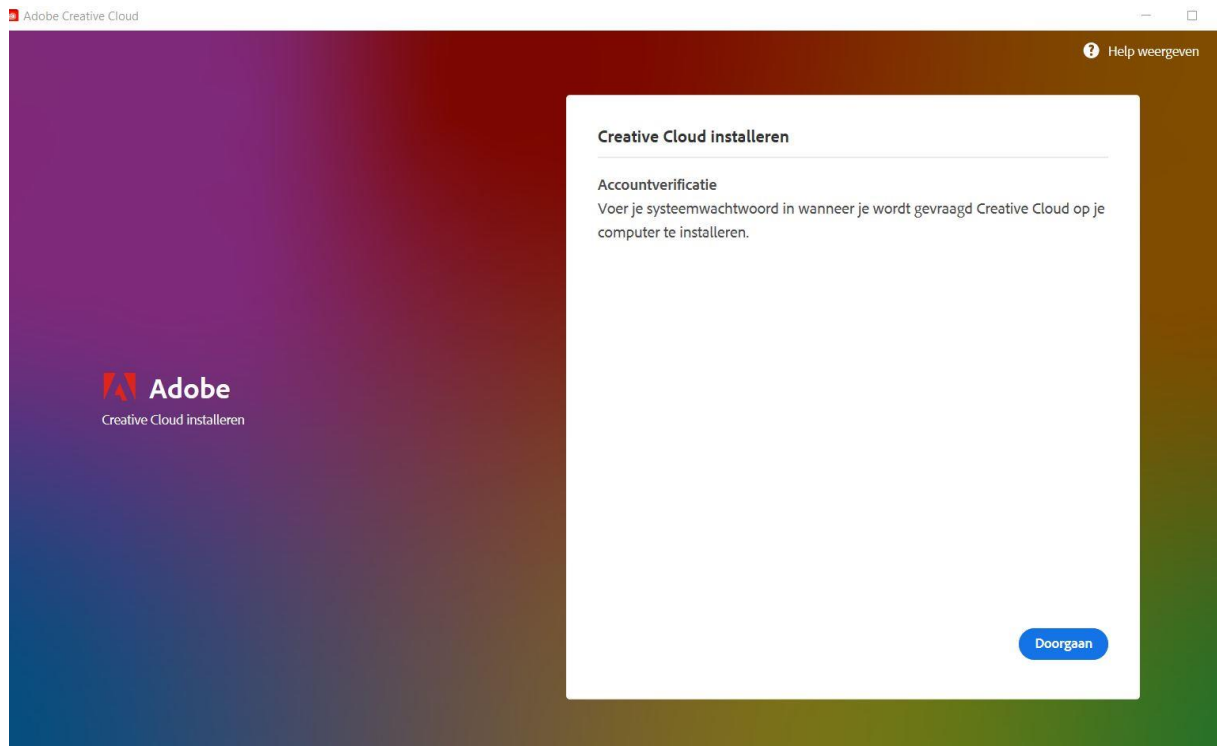 Adobe Creative Cloud
Help weergeven
Creative Cloud installeren
Accountverificatie
Voer je systeemwachtwoord in wanneer je wordt gevraagd Creative Cloud op je
computer te installeren.
Adobe
Creative Cloud installeren
Doorgaan